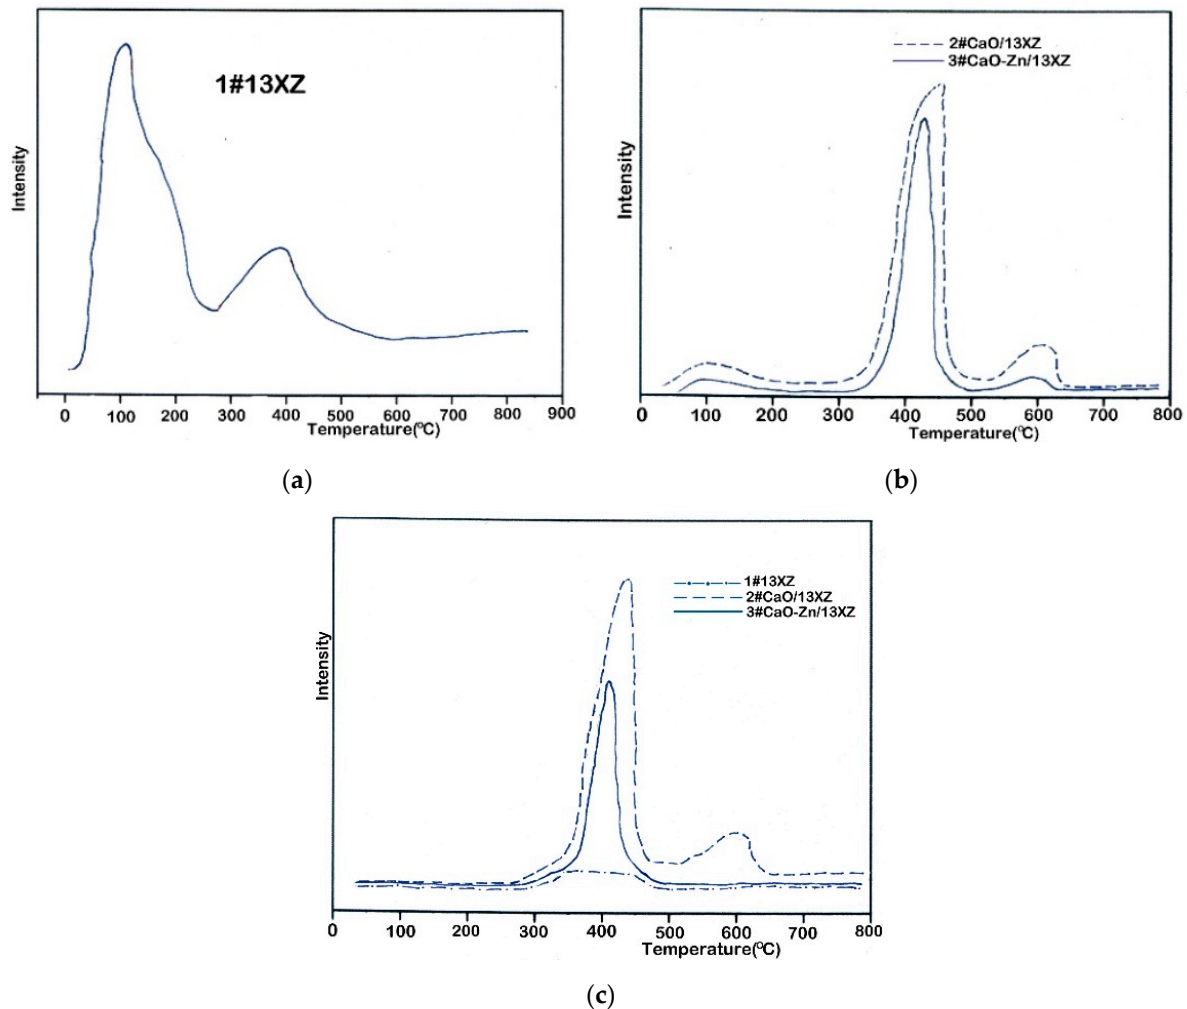 1#13XZ
Intensity
0 100 200 300 400 500 600 700 800 900
Temperature(°C)
(a)
2#CaO/13XZ
3#CaO-Zn/13XZ
Intensity
0 100 200 300 400 500 600 700 800
Temperature(°C)
(b)
1#13XZ
2#CaO/13XZ
3#CaO-Zn/13XZ
Intensity
0 100 200 300 400 500 600 700 800
Temperature(°C)
(c)